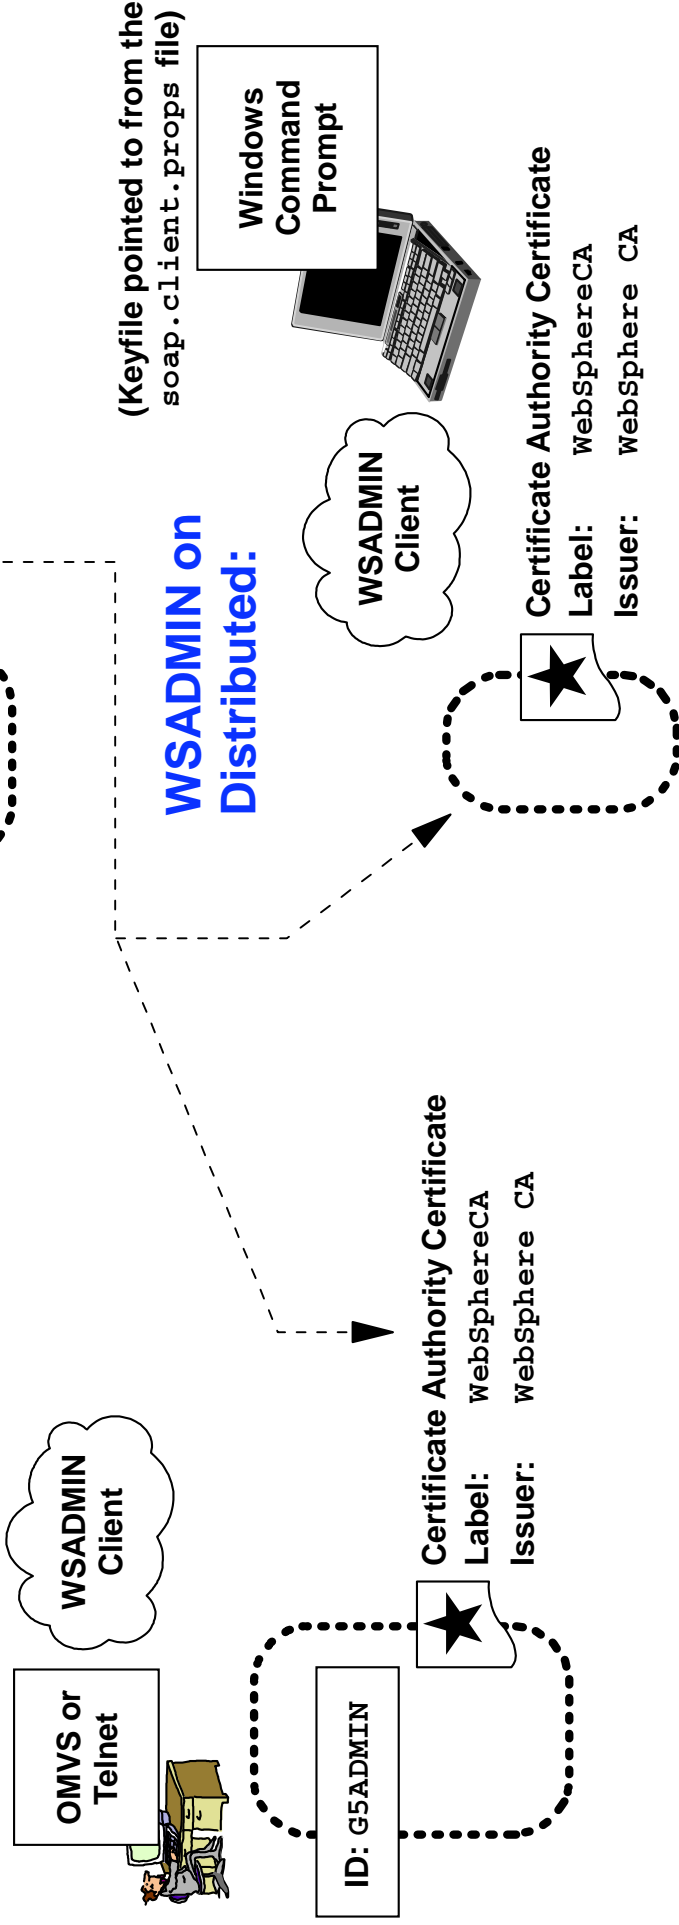 OMVS or
Telnet
WSADMIN
Client
ID: G5ADMIN
Certificate Authority Certificate
Label: WebSphereCA
Issuer: WebSphere CA
WSADMIN on
Distributed:
(Keyfile pointed to from the
soap.client.props file)
Windows
Command
Prompt
WSADMIN
Client
Certificate Authority Certificate
Label: WebSphereCA
Issuer: WebSphere CA